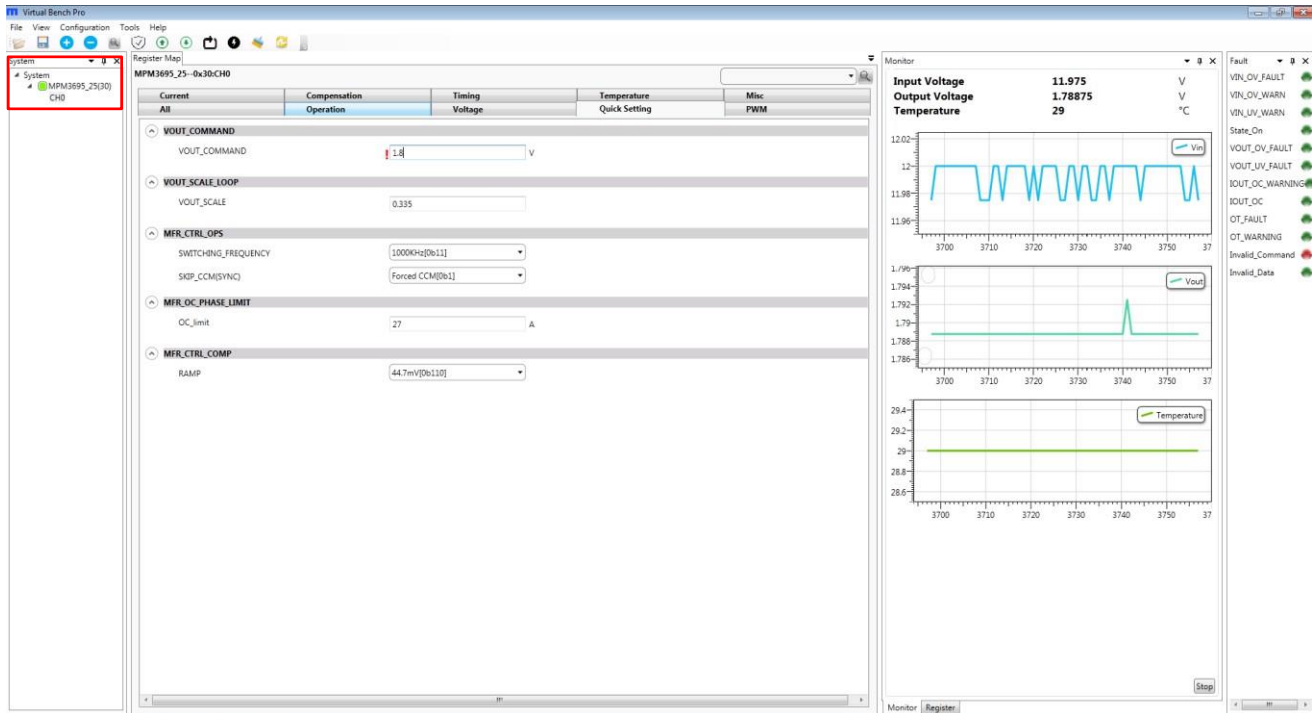 Virtual Bench Pro
File View Configuration Tools Help
System
System
MPM3695_25(30)
CH0
Register Map
MPM3695_25--0x30:CH0
Current Compensation Timing Temperature Misc
All Operation Voltage Quick Setting PWM
VOUT_COMMAND
VOUT_COMMAND 1.8 V
VOUT_SCALE_LOOP
VOUT_SCALE 0.335
MFR_CTRL_OPS
SWITCHING_FREQUENCY 1000KHz[0b11]
SKIP_CCM(SYNC) Forced CCM[0b1]
MFR_OC_PHASE_LIMIT
OC_limit 27 A
MFR_CTRL_COMP
RAMP 44.7mV[0b110]
Monitor
Input Voltage 11.975 V
Output Voltage 1.78875 V
Temperature 29 °C
Vin
12.02
12
11.98
11.96
3700 3710 3720 3730 3740 3750 37
Vout
1.796
1.794
1.792
1.79
1.788
1.786
3700 3710 3720 3730 3740 3750 37
Temperature
29.4
29.2
29
28.8
28.6
3700 3710 3720 3730 3740 3750 37
Stop
Monitor Register
Fault
VIN_OV_FAULT
VIN_OV_WARN
VIN_UV_WARN
State_On
VOUT_OV_FAULT
VOUT_UV_FAULT
IOUT_OC_WARNING
IOUT_OC
OT_FAULT
OT_WARNING
Invalid_Command
Invalid_Data